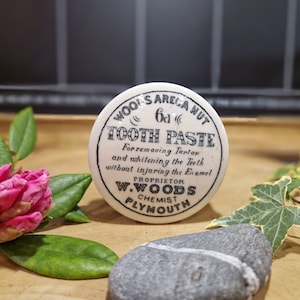 WOODS ARECA NUT
6d
TOOTH PASTE
For removing Tartar
and whitening the Teeth
without injuring the Enamel
PROPRIETOR
W. WOODS
CHEMIST
PLYMOUTH